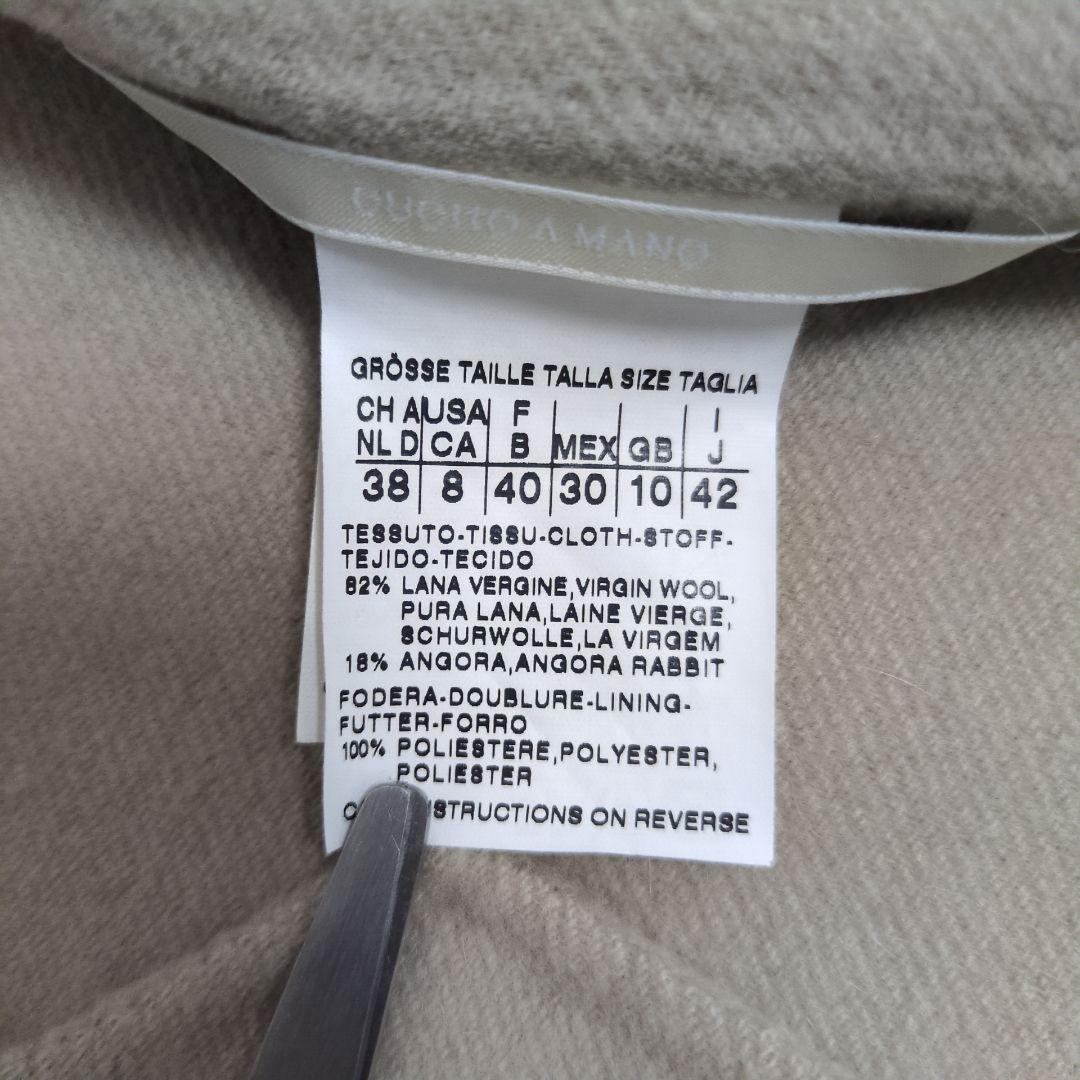 CUCITO A MANO
GRÖSSE TAILLE TALLA SIZE TAGLIA
CH A USA F I
NL D CA B MEX GB J
38 8 40 30 10 42
TESSUTO-TISSU-CLOTH-STOFF-
TEJIDO-TECIDO
82% LANA VERGINE,VIRGIN WOOL,
PURA LANA,LAINE VIERGE,
SCHURWOLLE,LA VIRGEM
18% ANGORA,ANGORA RABBIT
FODERA-DOUBLURE-LINING-
FUTTER-FORRO
100% POLIESTERE,POLYESTER,
POLIESTER
ON REVERSE